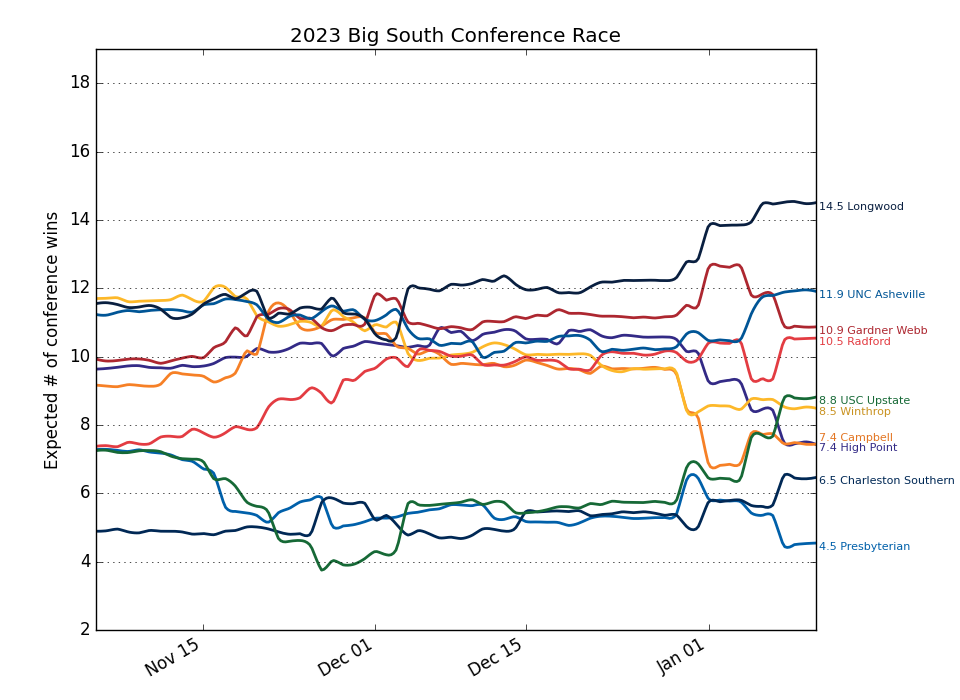 2023 Big South Conference Race
Expected # of conference wins
18
16
14
12
10
8
6
4
2
Nov 15
Dec 01
Dec 15
Jan 01
14.5 Longwood
11.9 UNC Asheville
10.9 Gardner Webb
10.5 Radford
8.8 USC Upstate
8.5 Winthrop
7.4 Campbell
7.4 High Point
6.5 Charleston Southern
4.5 Presbyterian